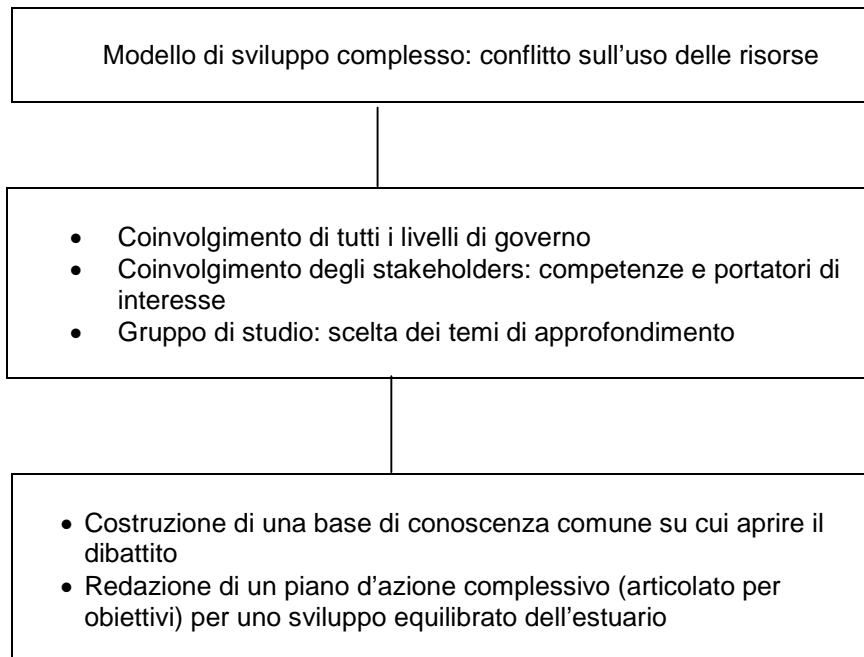 Modello di sviluppo complesso: conflitto sull’uso delle risorse
• Coinvolgimento di tutti i livelli di governo
• Coinvolgimento degli stakeholders: competenze e portatori di
interesse
• Gruppo di studio: scelta dei temi di approfondimento
• Costruzione di una base di conoscenza comune su cui aprire il
dibattito
• Redazione di un piano d’azione complessivo (articolato per
obiettivi) per uno sviluppo equilibrato dell’estuario